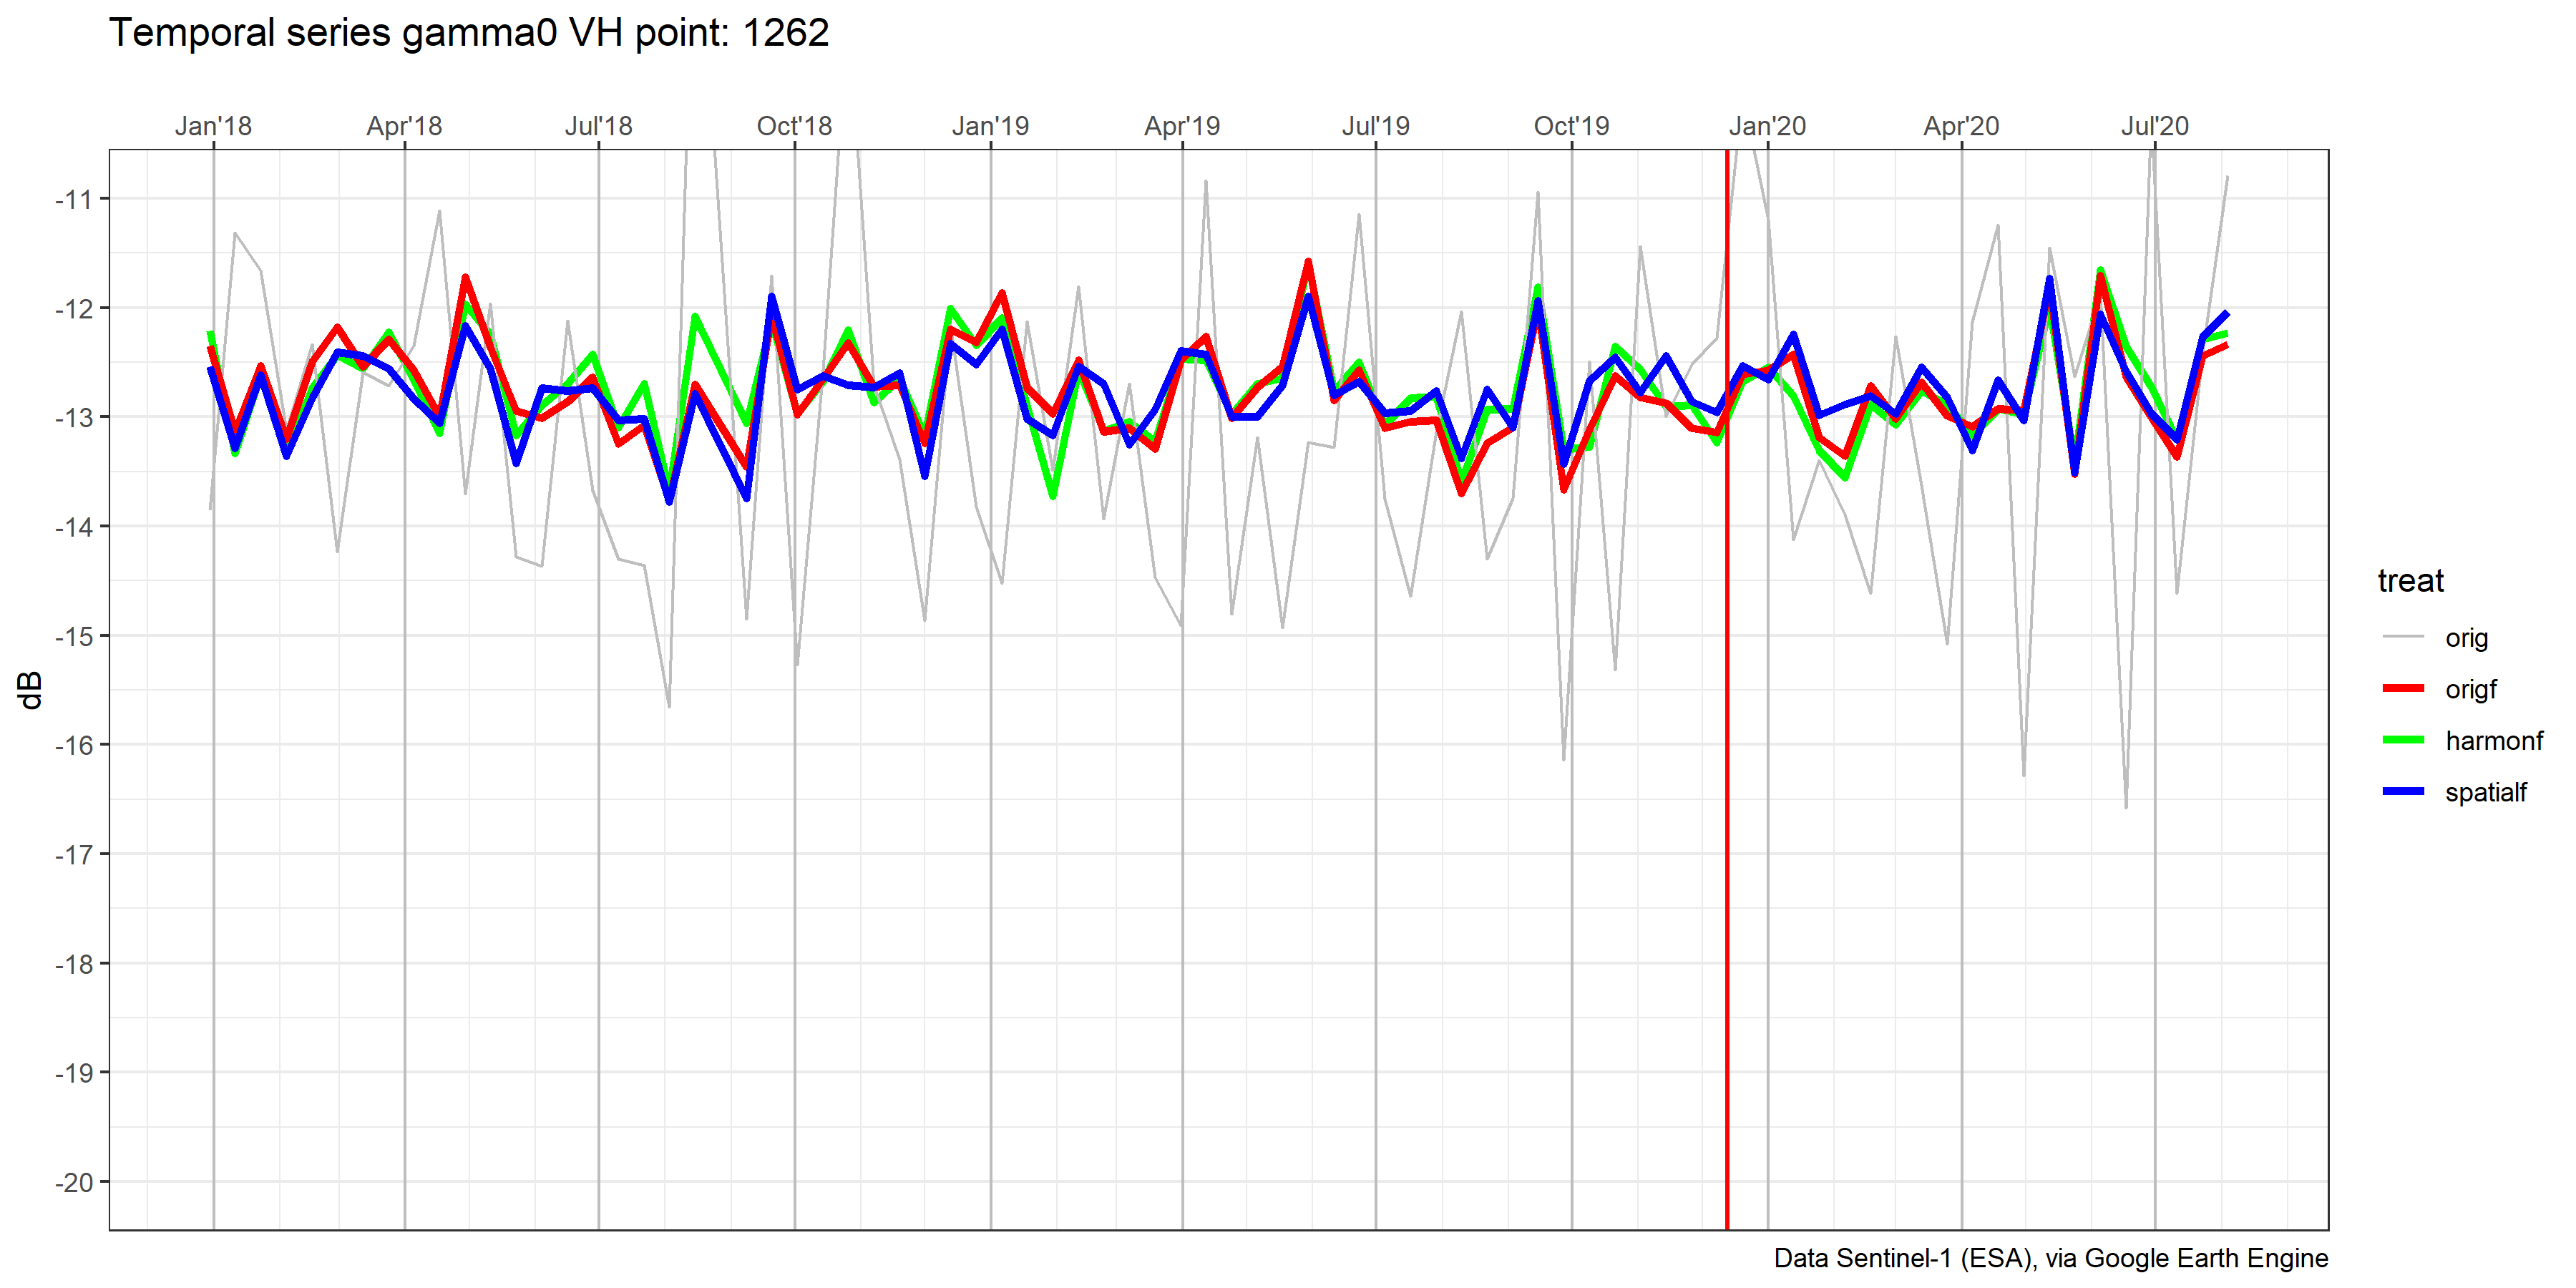 Temporal series gamma0 VH point: 1262
Jan'18 Apr'18 Jul'18 Oct'18 Jan'19 Apr'19 Jul'19 Oct'19 Jan'20 Apr'20 Jul'20
-11
-12
-13
-14
-15
-16
-17
-18
-19
-20
dB
treat
orig
origf
harmonf
spatialf
Data Sentinel-1 (ESA), via Google Earth Engine